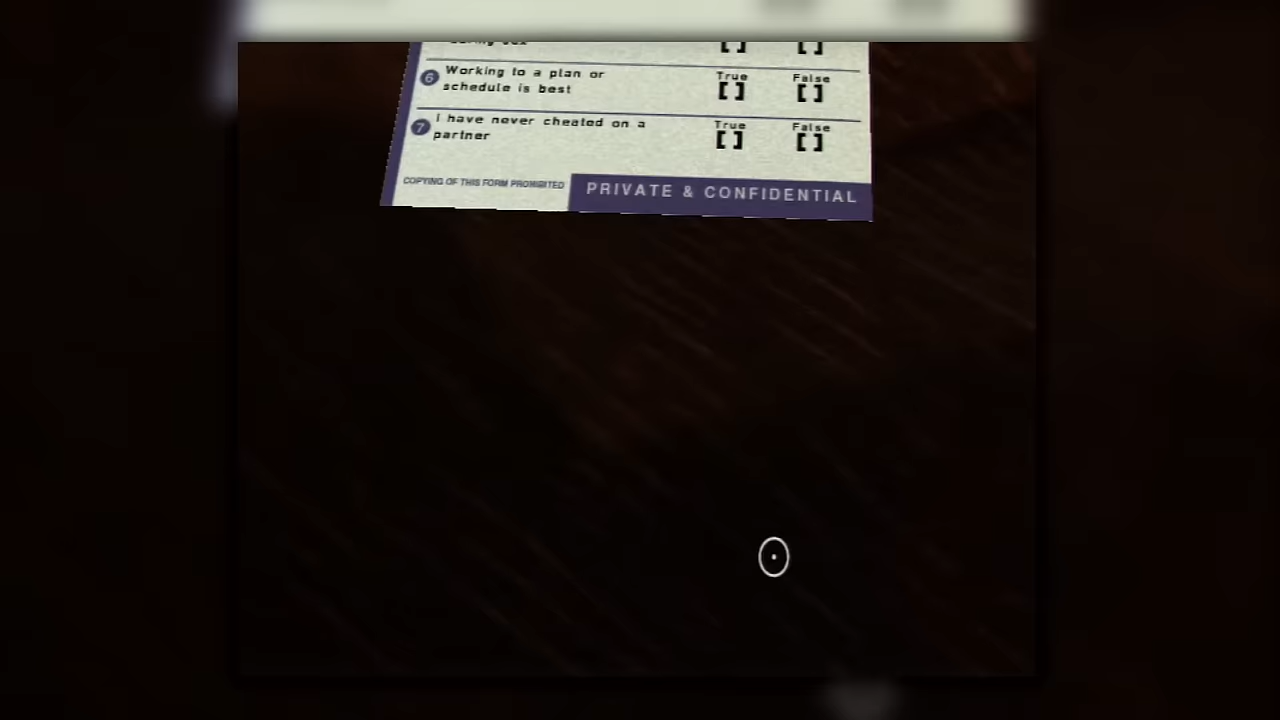 [ ] [ ]
6 Working to a plan or True False
schedule is best [ ] [ ]
7 I have never cheated on a True False
partner [ ] [ ]
COPYING OF THIS FORM PROHIBITED PRIVATE & CONFIDENTIAL